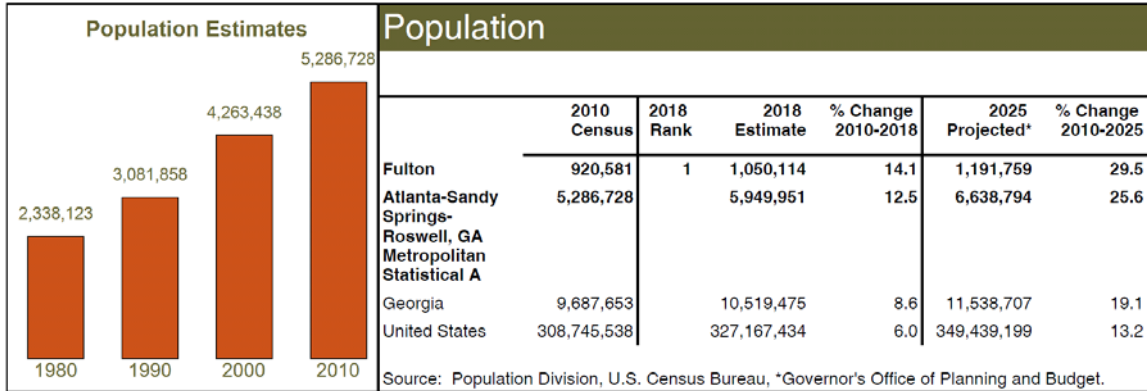 Population Estimates
5,286,728
4,263,438
3,081,858
2,338,123
1980 1990 2000 2010
Population
2010 2018 2018 % Change 2025 % Change
Census Rank Estimate 2010-2018 Projected* 2010-2025
Fulton 920,581 1 1,050,114 14.1 1,191,759 29.5
Atlanta-Sandy 5,286,728 5,949,951 12.5 6,638,794 25.6
Springs-
Roswell, GA
Metropolitan
Statistical A
Georgia 9,687,653 10,519,475 8.6 11,538,707 19.1
United States 308,745,538 327,167,434 6.0 349,439,199 13.2
Source: Population Division, U.S. Census Bureau, *Governor's Office of Planning and Budget.